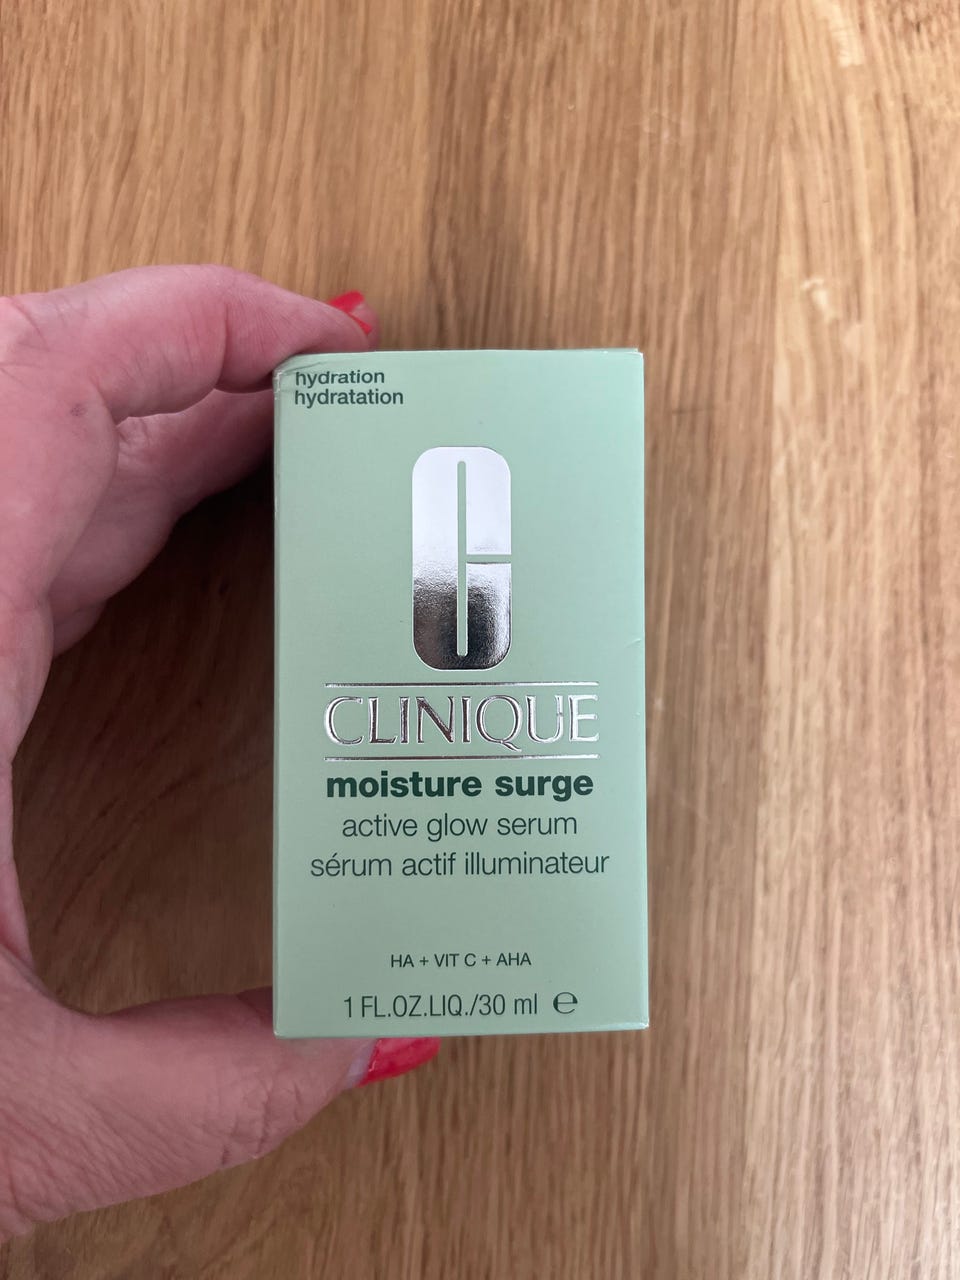 hydration
hydratation
CLINIQUE
moisture surge
active glow serum
sérum actif illuminateur
HA + VIT C + AHA
1 FL.OZ.LIQ./30 ml ℮